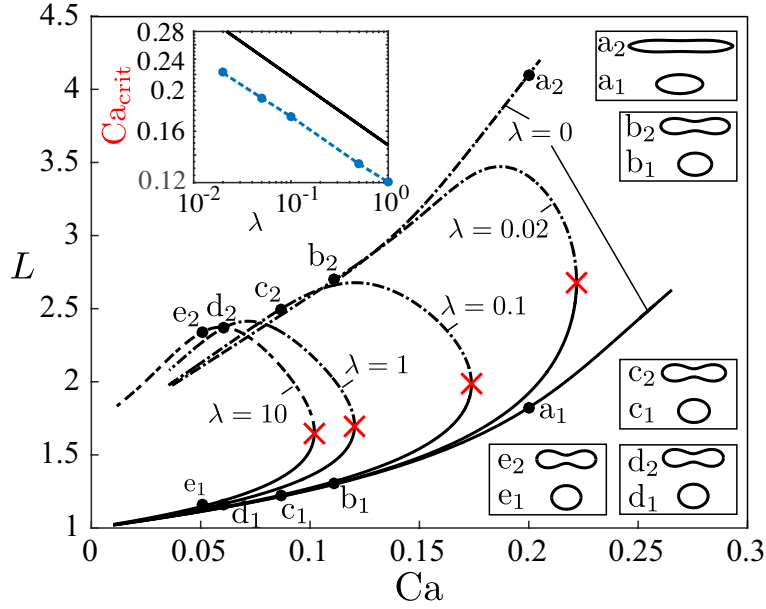 4.5
4
3.5
3
2.5
2
1.5
1
L
0
0.05
0.1
0.15
0.2
0.25
0.3
Ca
0.28
0.24
0.2
0.16
0.12
Ca_crit
10⁻²
10⁻¹
10⁰
λ
a₂
λ = 0
λ = 0.02
b₂
c₂
d₂
e₂
λ = 0.1
λ = 1
λ = 10
a₁
b₁
c₁
d₁
e₁
a₂
a₁
b₂
b₁
c₂
c₁
e₂
e₁
d₂
d₁